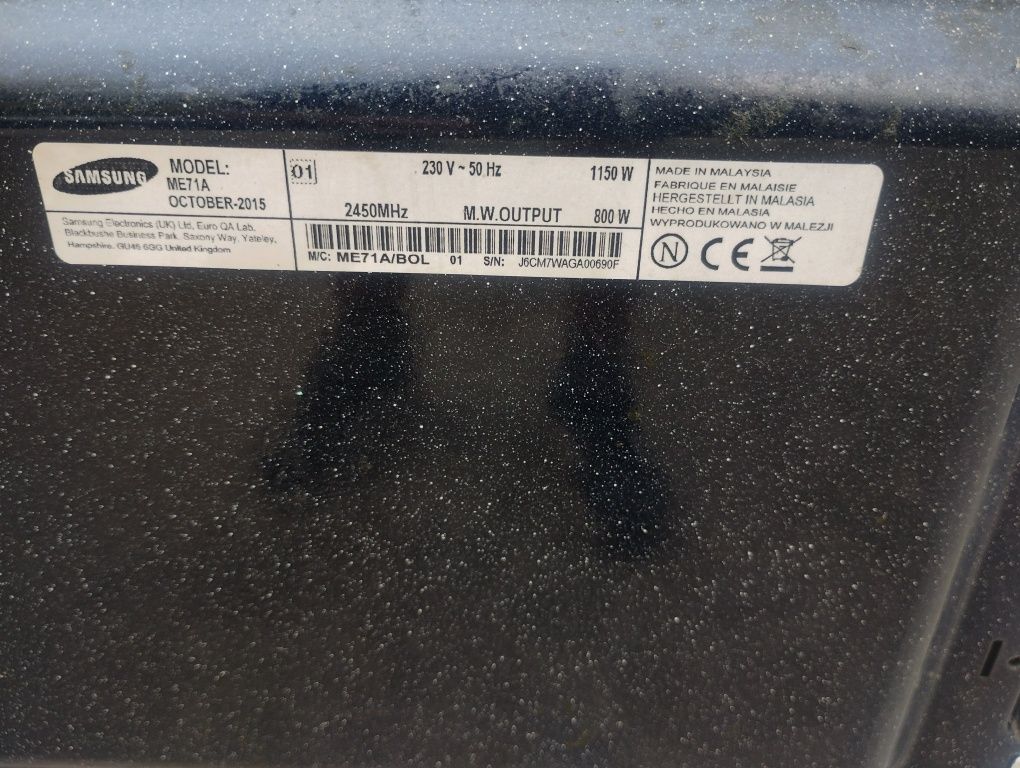 SAMSUNG
MODEL:
ME71A
OCTOBER-2015
Samsung Electronics (UK) Ltd, Euro QA Lab.
Blackbushe Business Park, Saxony Way, Yateley,
Hampshire. GU46 6GG United Kingdom
01
230 V ~ 50 Hz 1150 W
2450MHz M.W.OUTPUT 800 W
M/C: ME71A/BOL 01 S/N: J6CM7WAGA00690F
MADE IN MALAYSIA
FABRIQUE EN MALAISIE
HERGESTELLT IN MALASIA
HECHO EN MALASIA
WYPRODUKOWANO W MALEZJI
N CE